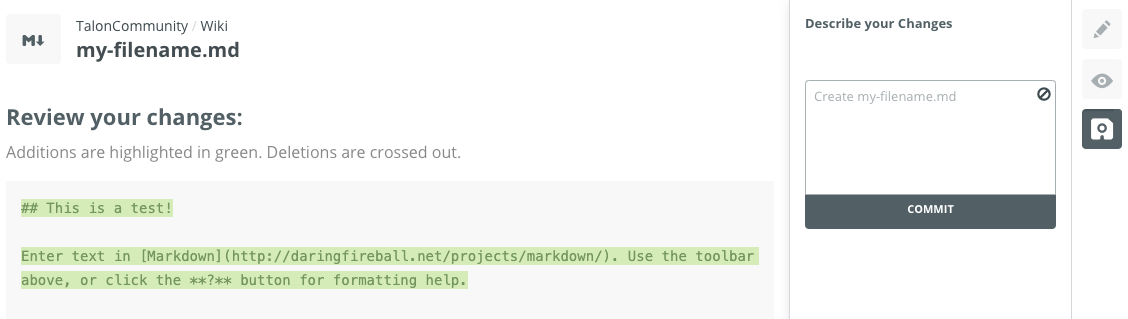 M↓
TalonCommunity / Wiki
my-filename.md
Review your changes:
Additions are highlighted in green. Deletions are crossed out.
## This is a test!
Enter text in [Markdown](http://daringfireball.net/projects/markdown/). Use the toolbar
above, or click the **?** button for formatting help.
Describe your Changes
Create my-filename.md
COMMIT